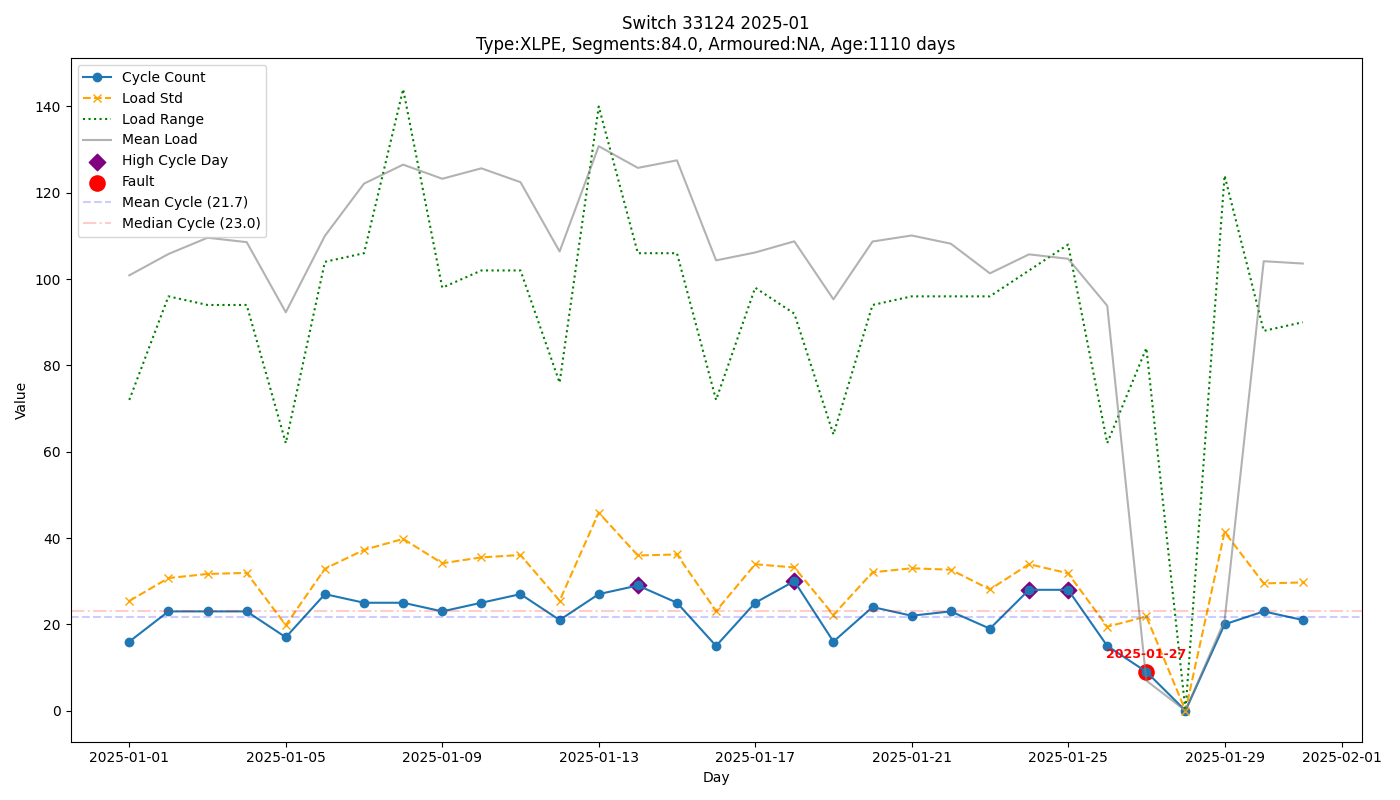 Switch 33124 2025-01
Type:XLPE, Segments:84.0, Armoured:NA, Age:1110 days
Cycle Count
Load Std
Load Range
Mean Load
High Cycle Day
Fault
Mean Cycle (21.7)
Median Cycle (23.0)
140
120
100
80
60
40
20
0
Value
2025-01-27
2025-01-01
2025-01-05
2025-01-09
2025-01-13
2025-01-17
2025-01-21
2025-01-25
2025-01-29
2025-02-01
Day